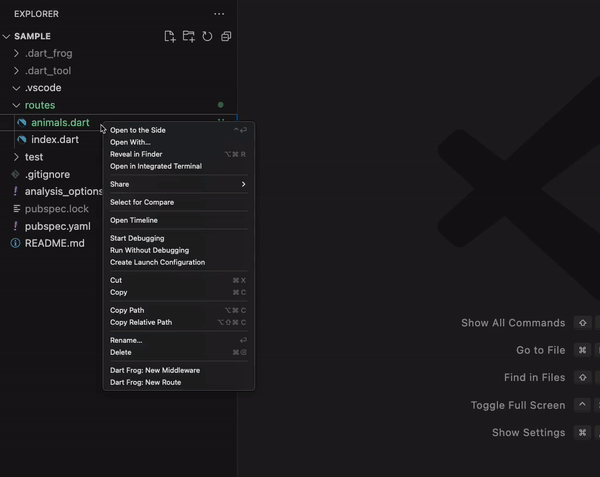 EXPLORER
SAMPLE
.dart_frog
.dart_tool
.vscode
routes
animals.dart
index.dart
test
.gitignore
analysis_options
pubspec.lock
pubspec.yaml
README.md
Open to the Side
Open With...
Reveal in Finder ⌥⌘ R
Open in Integrated Terminal
Share
Select for Compare
Open Timeline
Start Debugging
Run Without Debugging
Create Launch Configuration
Cut ⌘ X
Copy ⌘ C
Copy Path ⌥⌘ C
Copy Relative Path ⌥⇧⌘ C
Rename...
Delete
Dart Frog: New Middleware
Dart Frog: New Route
Show All Commands ⇧
Go to File ⌘
Find in Files ⇧
Toggle Full Screen ^
Show Settings ⌘